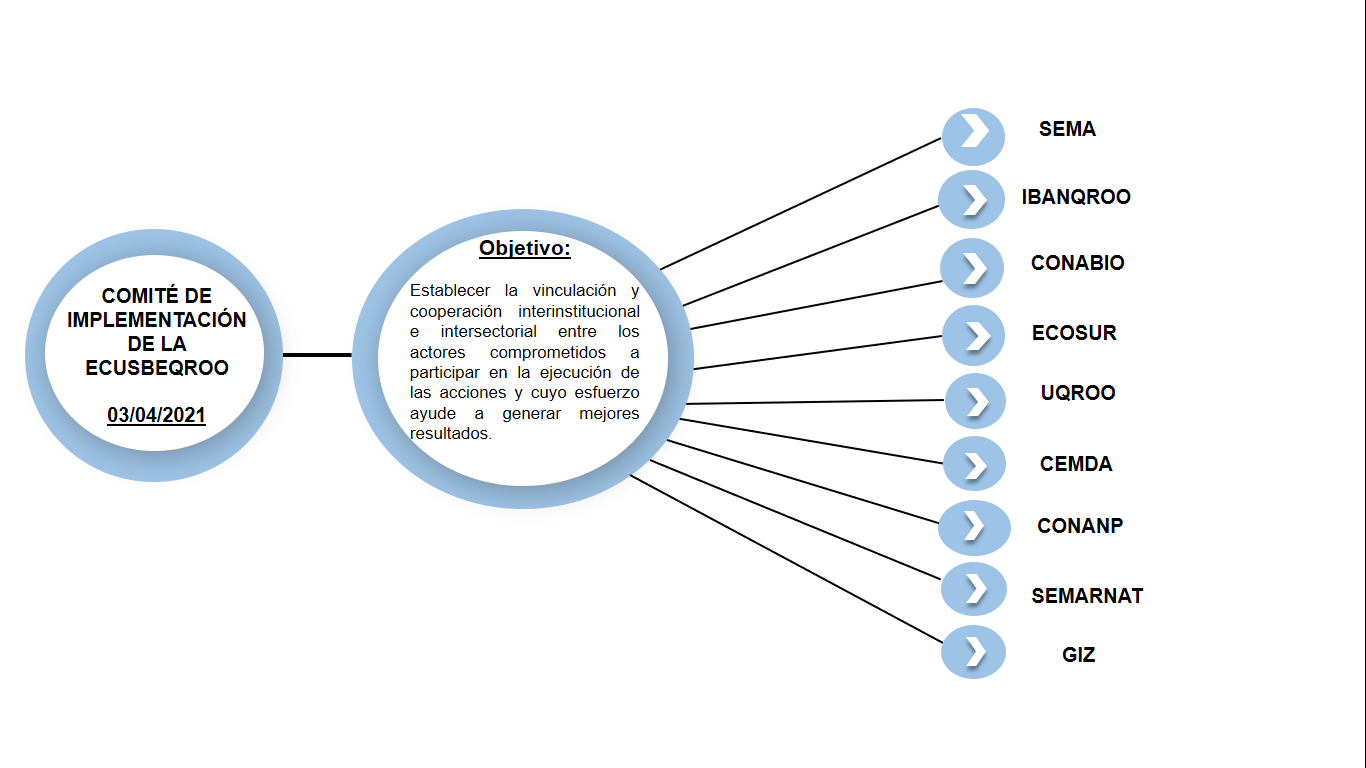 COMITÉ DE
IMPLEMENTACIÓN
DE LA
ECUSBEQROO
03/04/2021
Objetivo:
Establecer la vinculación y
cooperación interinstitucional
e intersectorial entre los
actores comprometidos a
participar en la ejecución de
las acciones y cuyo esfuerzo
ayude a generar mejores
resultados.
SEMA
IBANQROO
CONABIO
ECOSUR
UQROO
CEMDA
CONANP
SEMARNAT
GIZ